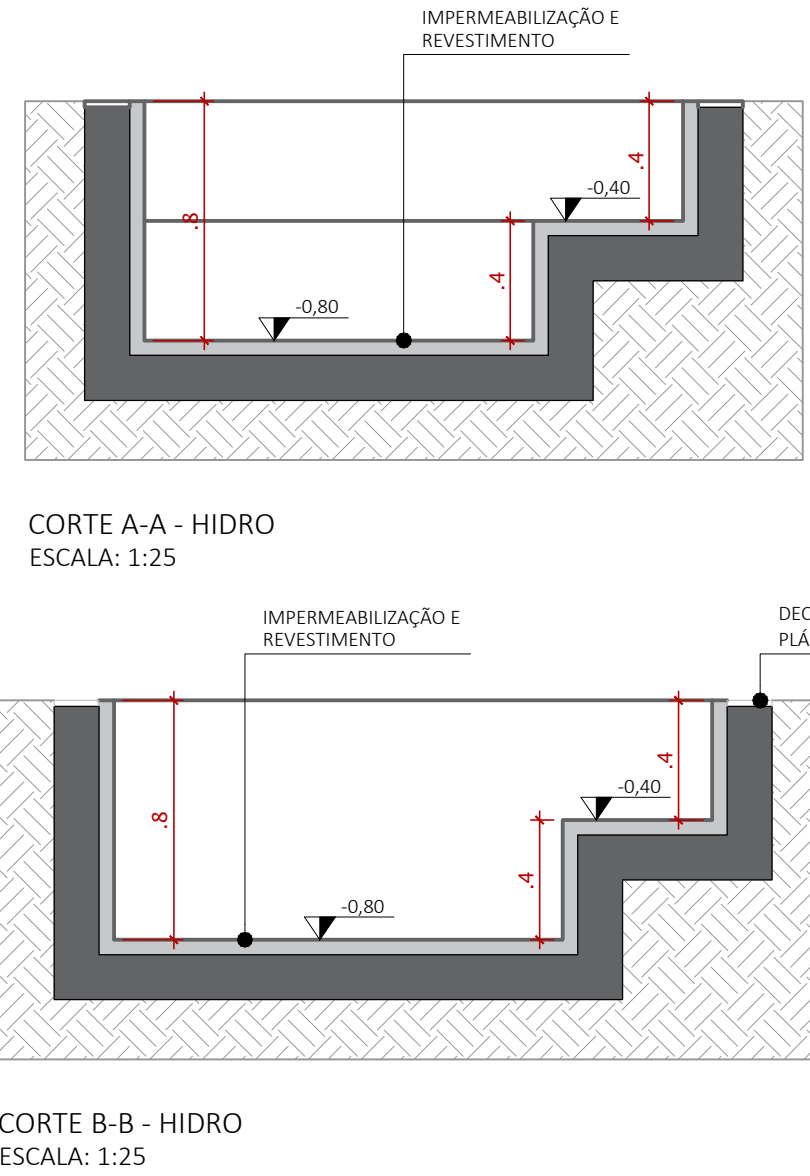 IMPERMEABILIZAÇÃO E
REVESTIMENTO
.4
-0,40
.8
.4
-0,80
CORTE A-A - HIDRO
ESCALA: 1:25
IMPERMEABILIZAÇÃO E
REVESTIMENTO
.4
-0,40
.8
.4
-0,80
CORTE B-B - HIDRO
ESCALA: 1:25